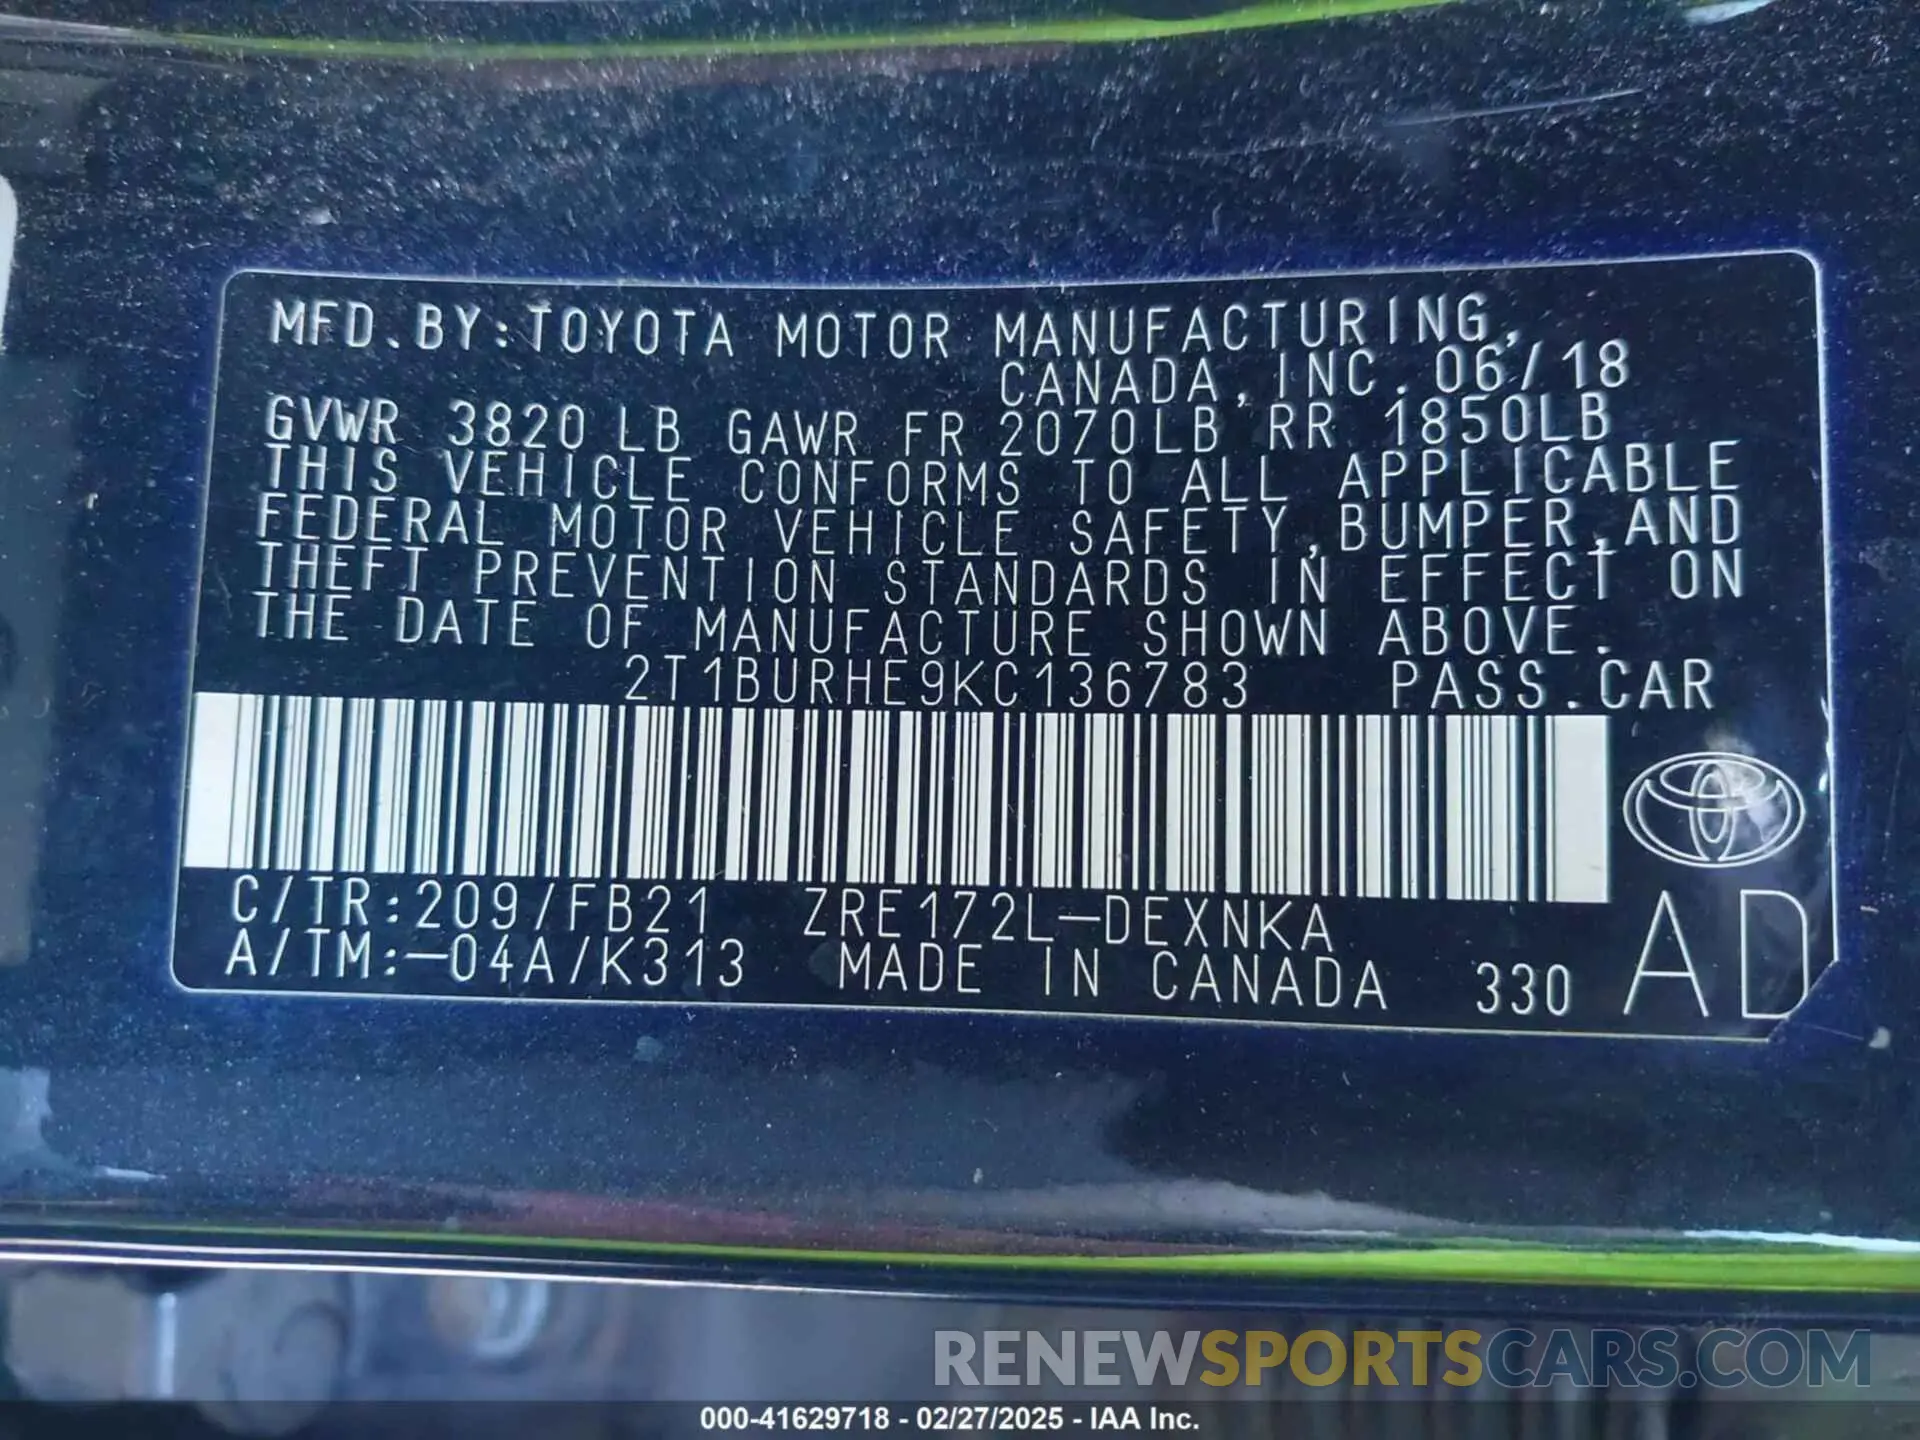 MFD.BY:TOYOTA MOTOR MANUFACTURING,
CANADA,INC. 06/18
GVWR 3820 LB GAWR FR 2070LB RR 1850LB
THIS VEHICLE CONFORMS TO ALL APPLICABLE
FEDERAL MOTOR VEHICLE SAFETY,BUMPER,AND
THEFT PREVENTION STANDARDS IN EFFECT ON
THE DATE OF MANUFACTURE SHOWN ABOVE.
2T1BURHE9KC136783 PASS.CAR
C/TR:209/FB21 ZRE172L-DEXNKA
A/TM:-04A/K313 MADE IN CANADA 330 AD
RENEWSPORTSCARS.COM
000-41629718 - 02/27/2025 - IAA Inc.